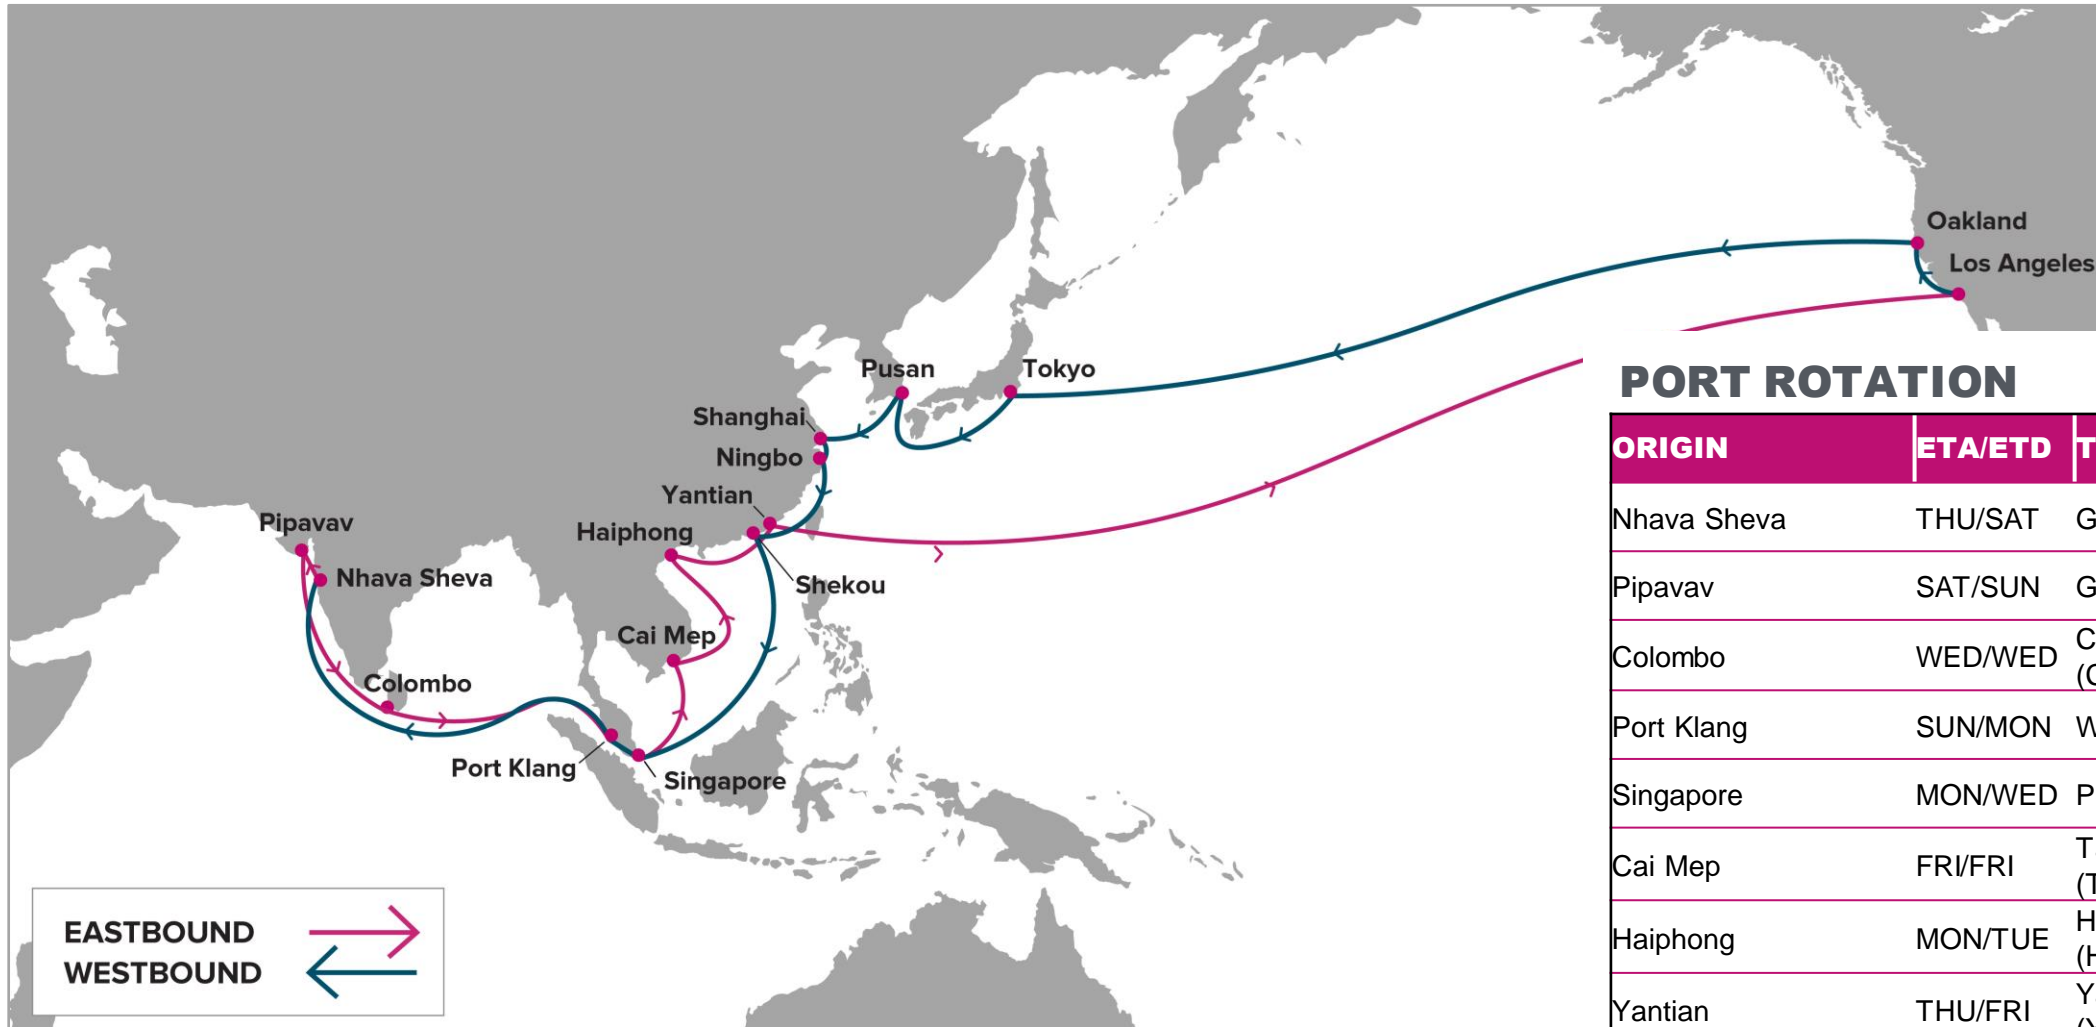 Oakland
Los Angeles
Pusan
Tokyo
Shanghai
Ningbo
Yantian
Haiphong
Pipavav
Nhava Sheva
Shekou
Cai Mep
Colombo
Port Klang
Singapore
EASTBOUND
WESTBOUND
PORT ROTATION
ORIGIN ETA/ETD
Nhava Sheva THU/SAT
Pipavav SAT/SUN
Colombo WED/WED
Port Klang SUN/MON
Singapore MON/WED
Cai Mep FRI/FRI
Haiphong MON/TUE
Yantian THU/FRI